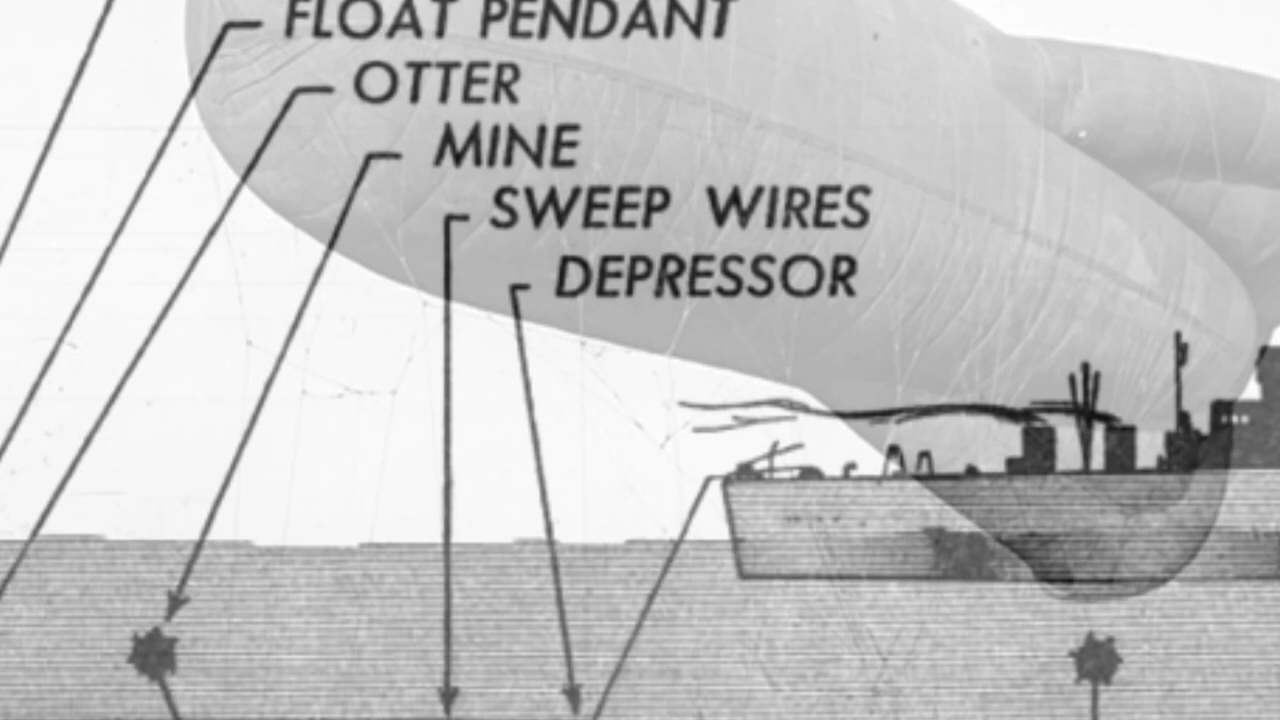 FLOAT PENDANT
OTTER
MINE
SWEEP WIRES
DEPRESSOR